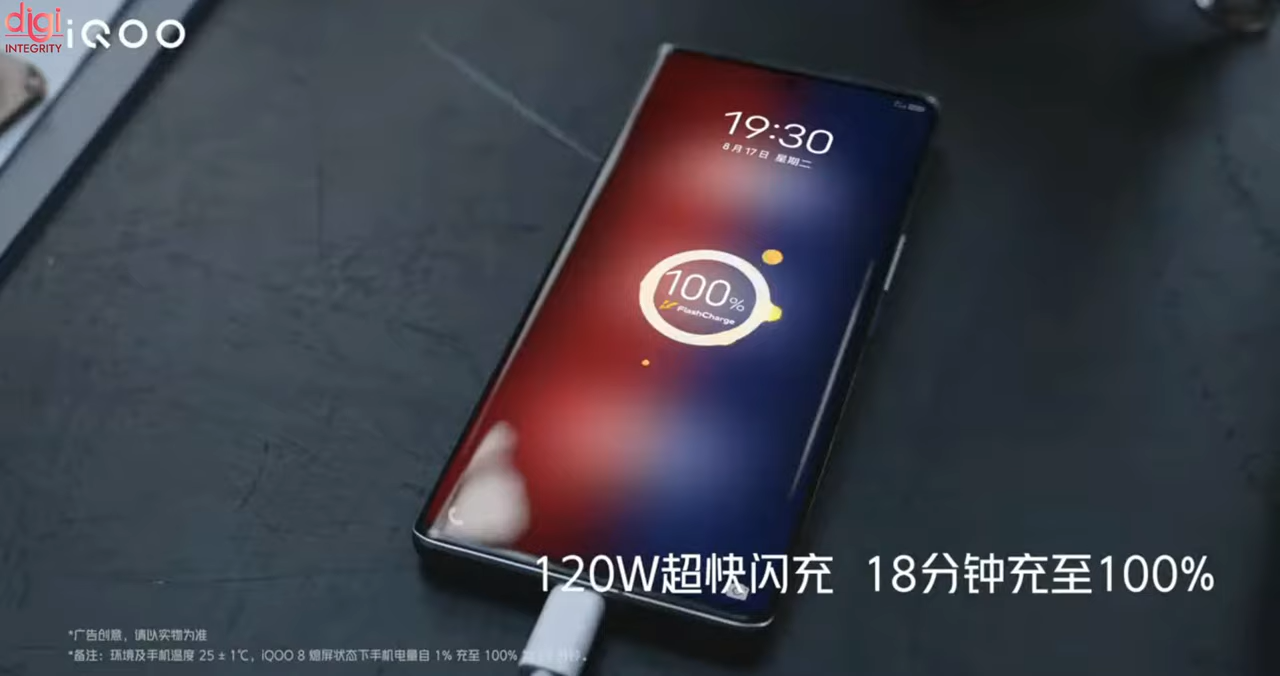 digi
INTEGRITY
iQOO
19:30
8月17日 星期二
100%
FlashCharge
120W超快闪充 18分钟充至100%
*广告创意，请以实物为准
*备注：环境及手机温度 25 ± 1℃，iQOO 8 熄屏状态下手机电量自 1% 充至 100%